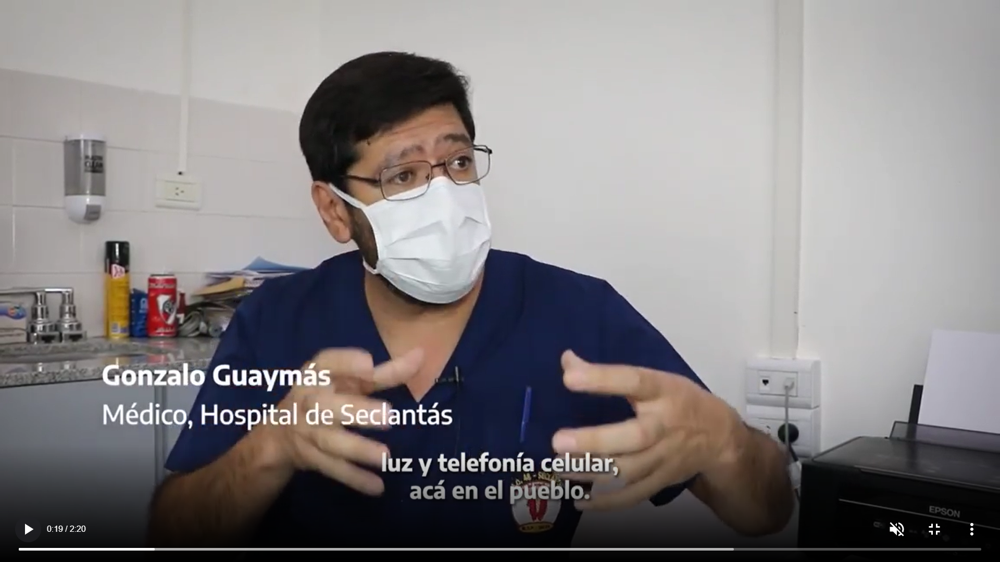 Gonzalo Guaymás
Médico, Hospital de Seclantás
luz y telefonía celular,
acá en el pueblo.
EPSON
0:19 / 2:20